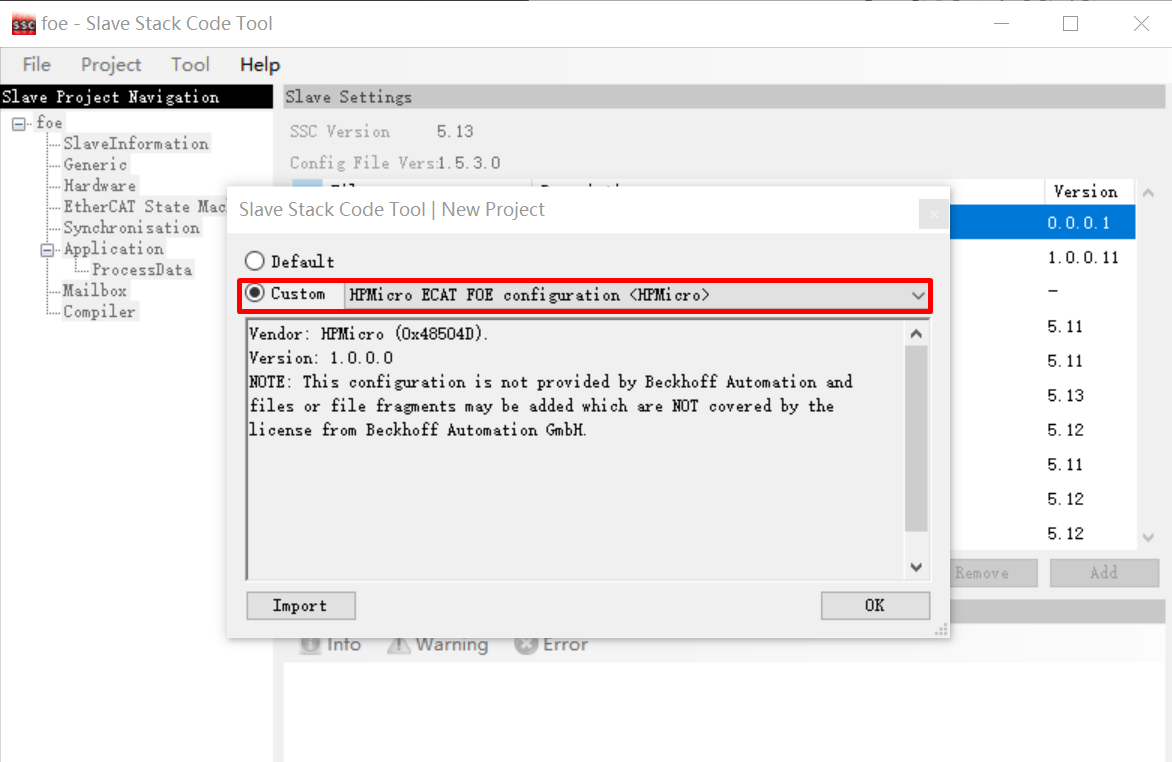 SSC foe - Slave Stack Code Tool
File Project Tool Help
Slave Project Navigation
foe
SlaveInformation
Generic
Hardware
EtherCAT State Mac
Synchronisation
Application
ProcessData
Mailbox
Compiler
Slave Settings
SSC Version 5.13
Config File Vers:1.5.3.0
Version
0.0.0.1
1.0.0.11
-
5.11
5.11
5.13
5.12
5.11
5.12
5.12
Remove Add
Slave Stack Code Tool | New Project
Default
Custom HPMicro ECAT FOE configuration <HPMicro>
Vendor: HPMicro (0x48504D).
Version: 1.0.0.0
NOTE: This configuration is not provided by Beckhoff Automation and
files or file fragments may be added which are NOT covered by the
license from Beckhoff Automation GmbH.
Import OK
Info Warning Error